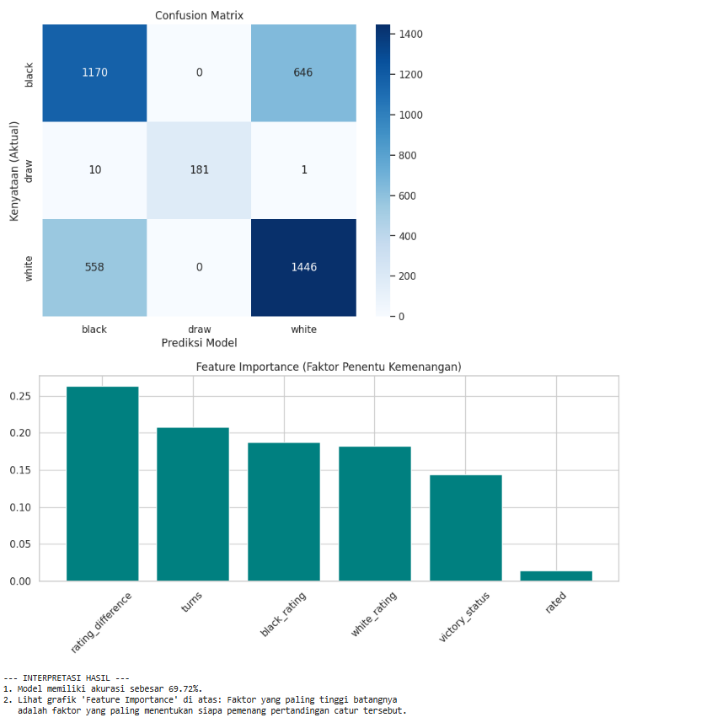 Confusion Matrix
black
1170
0
646
draw
10
181
1
white
558
0
1446
Kenyataan (Aktual)
black
draw
white
Prediksi Model
1400
1200
1000
800
600
400
200
0
Feature Importance (Faktor Penentu Kemenangan)
0.25
0.20
0.15
0.10
0.05
0.00
rating_difference
turns
black_rating
white_rating
victory_status
rated
--- INTERPRETASI HASIL ---
1. Model memiliki akurasi sebesar 69.72%.
2. Lihat grafik 'Feature Importance' di atas: Faktor yang paling tinggi batangnya
adalah faktor yang paling menentukan siapa pemenang pertandingan catur tersebut.